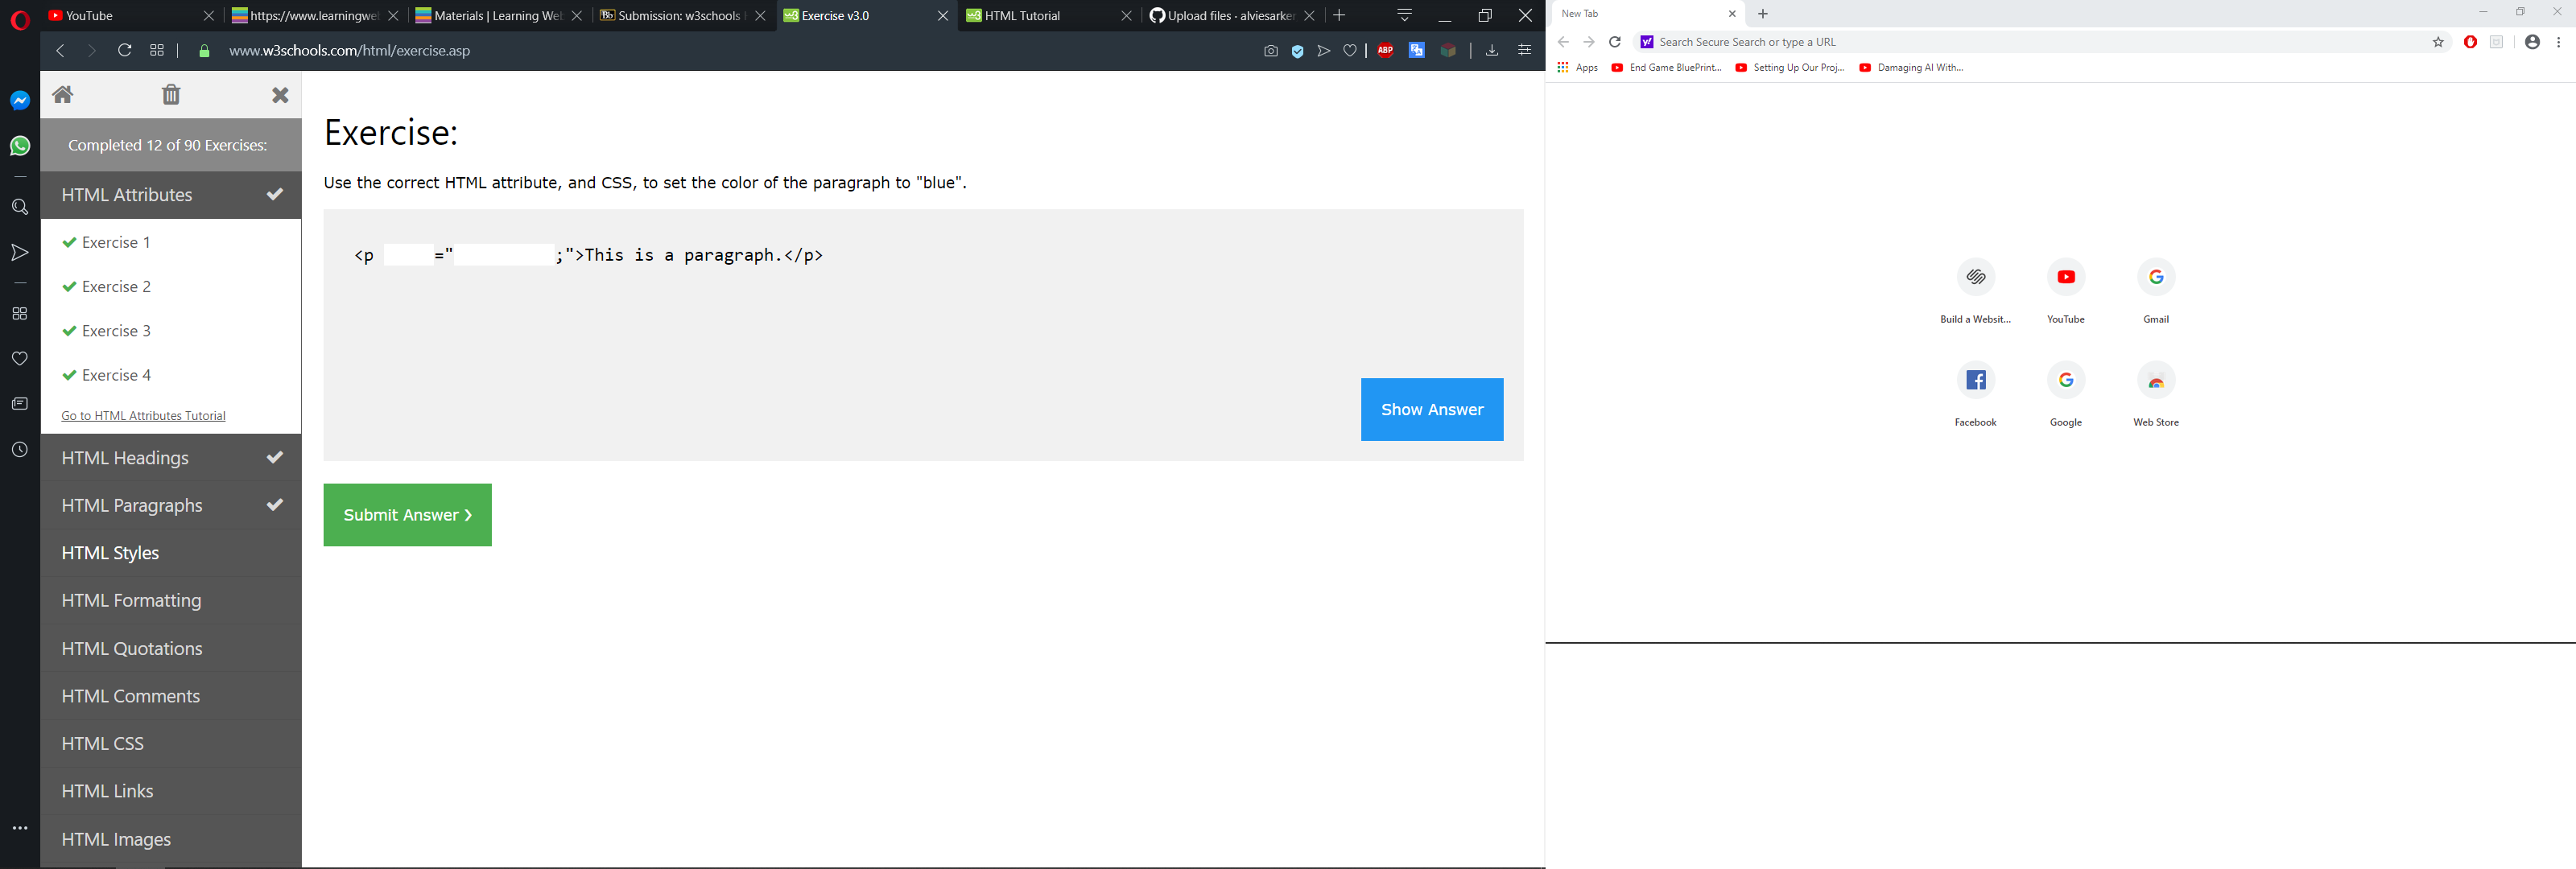 YouTube
https://www.learningweb
Materials | Learning Web
Submission: w3schools
Exercise v3.0
HTML Tutorial
Upload files · alviesarker
www.w3schools.com/html/exercise.asp
ABP
Completed 12 of 90 Exercises:
HTML Attributes
Exercise 1
Exercise 2
Exercise 3
Exercise 4
Go to HTML Attributes Tutorial
HTML Headings
HTML Paragraphs
HTML Styles
HTML Formatting
HTML Quotations
HTML Comments
HTML CSS
HTML Links
HTML Images
Exercise:
Use the correct HTML attribute, and CSS, to set the color of the paragraph to "blue".
<p      ="          ;">This is a paragraph.</p>
Show Answer
Submit Answer ❯
New Tab
Search Secure Search or type a URL
Apps
End Game BluePrint...
Setting Up Our Proj...
Damaging AI With...
Build a Websit...
YouTube
Gmail
Facebook
Google
Web Store